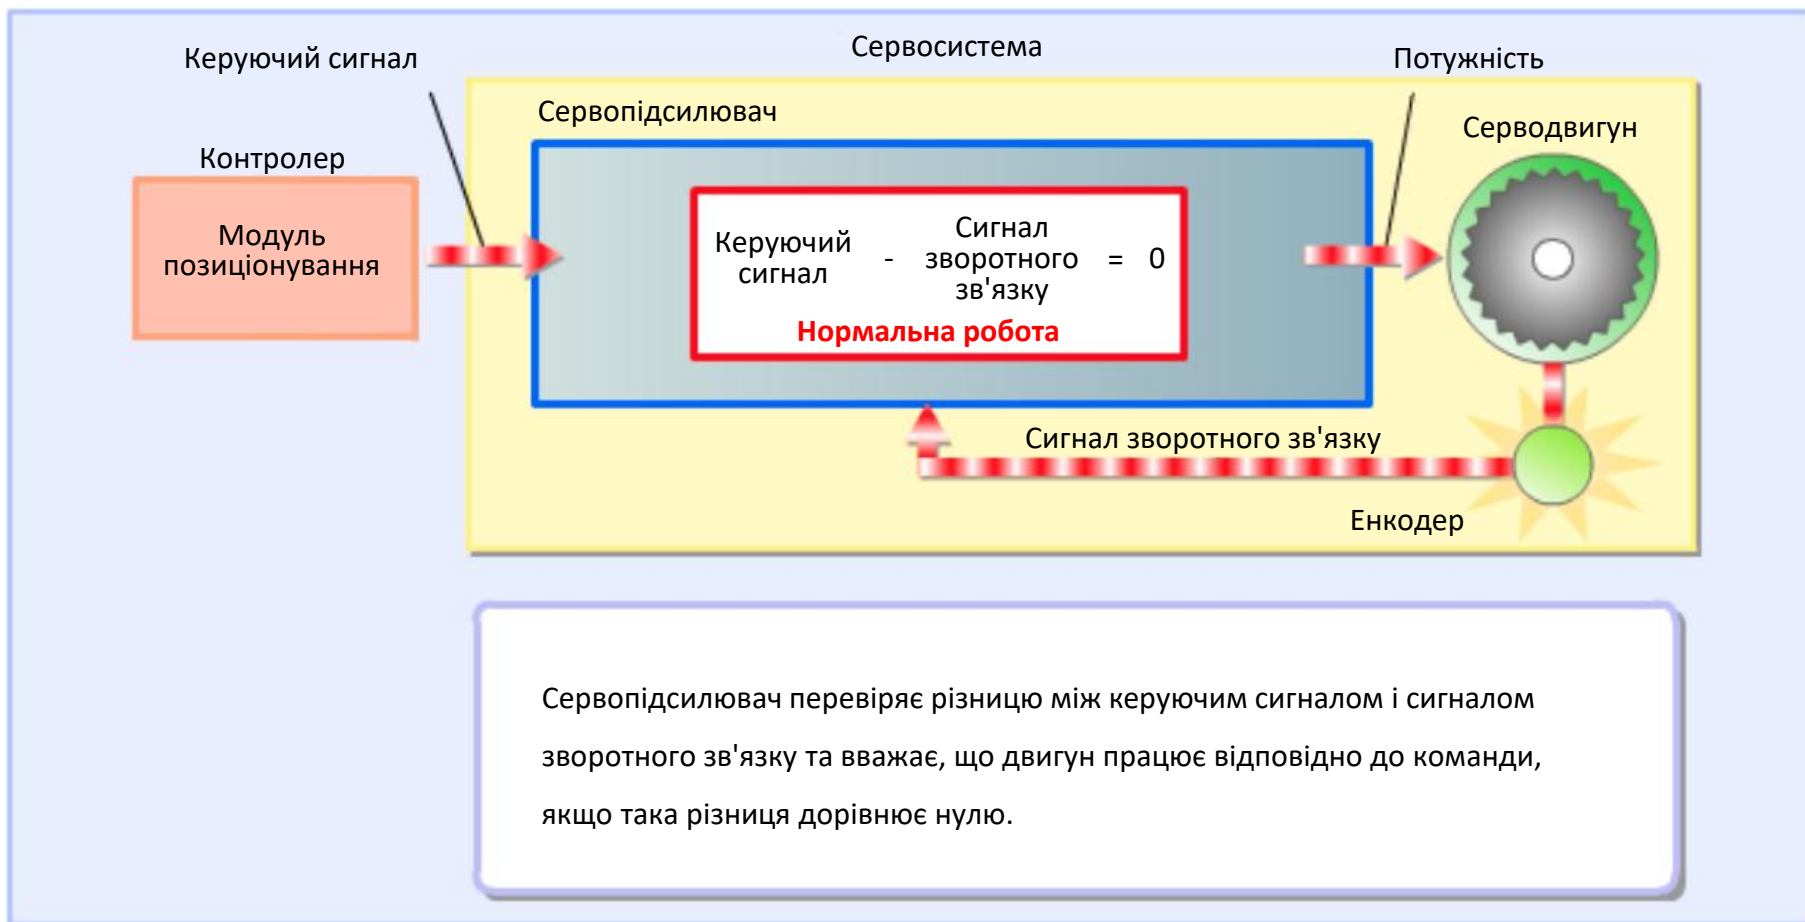 Керуючий сигнал
Сервосистема
Потужність
Сервопідсилювач
Серводвигун
Контролер
Модуль
позиціонування
Керуючий
сигнал
-
Сигнал
зворотного
зв'язку
= 0
Нормальна робота
Сигнал зворотного зв'язку
Енкодер
Сервопідсилювач перевіряє різницю між керуючим сигналом і сигналом
зворотного зв'язку та вважає, що двигун працює відповідно до команди,
якщо така різниця дорівнює нулю.